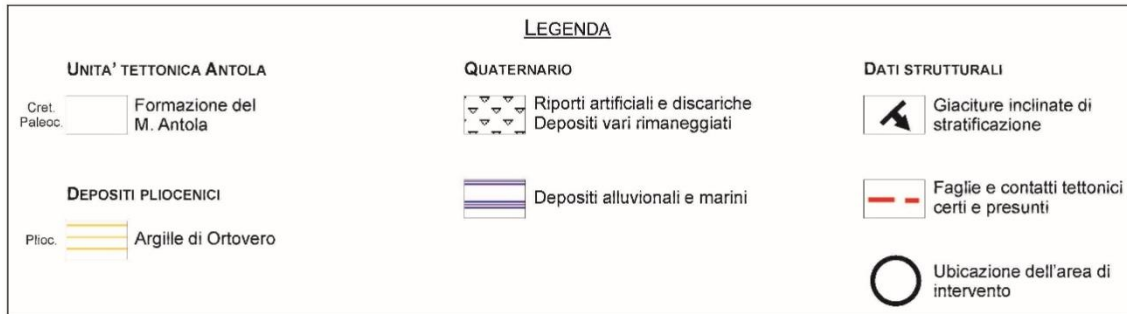 LEGENDA
UNITA' TETTONICA ANTOLA
Cret.
Paleoc.
Formazione del
M. Antola
DEPOSITI PLIOCENICI
Plioc.
Argille di Ortovero
QUATERNARIO
Riporti artificiali e discariche
Depositi vari rimaneggiati
Depositi alluvionali e marini
DATI STRUTTURALI
Giaciture inclinate di
stratificazione
Faglie e contatti tettonici
certi e presunti
Ubicazione dell'area di
intervento